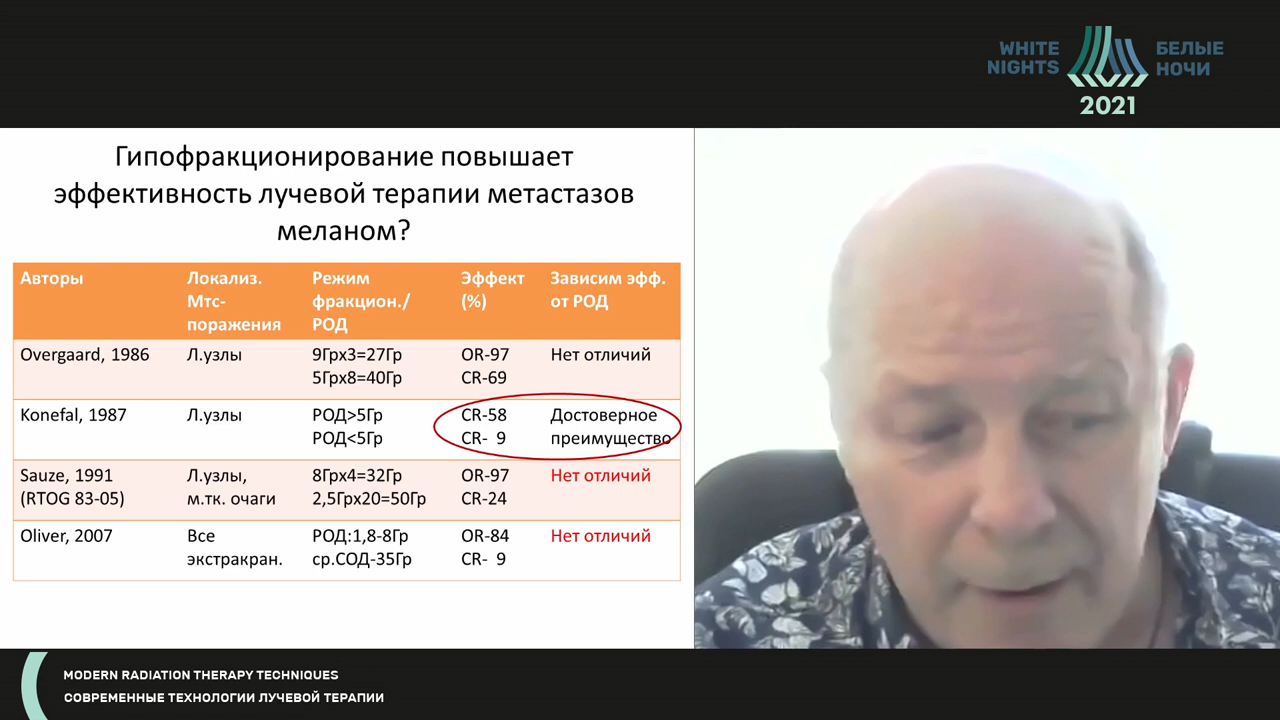 WHITE NIGHTS
БЕЛЫЕ НОЧИ
2021
Гипофракционирование повышает
эффективность лучевой терапии метастазов
меланом?
Авторы
Локализ.
Мтс-
поражения
Режим
фракцион./
РОД
Эффект
(%)
Зависим эфф.
от РОД
Overgaard, 1986
Л.узлы
9Грх3=27Гр
5Грх8=40Гр
OR-97
CR-69
Нет отличий
Konefal, 1987
Л.узлы
РОД>5Гр
РОД<5Гр
CR-58
CR- 9
Достоверное
преимущество
Sauze, 1991
(RTOG 83-05)
Л.узлы,
м.тк. очаги
8Грх4=32Гр
2,5Грх20=50Гр
OR-97
CR-24
Нет отличий
Oliver, 2007
Все
экстракран.
РОД:1,8-8Гр
ср.СОД-35Гр
OR-84
CR- 9
Нет отличий
MODERN RADIATION THERAPY TECHNIQUES
СОВРЕМЕННЫЕ ТЕХНОЛОГИИ ЛУЧЕВОЙ ТЕРАПИИ